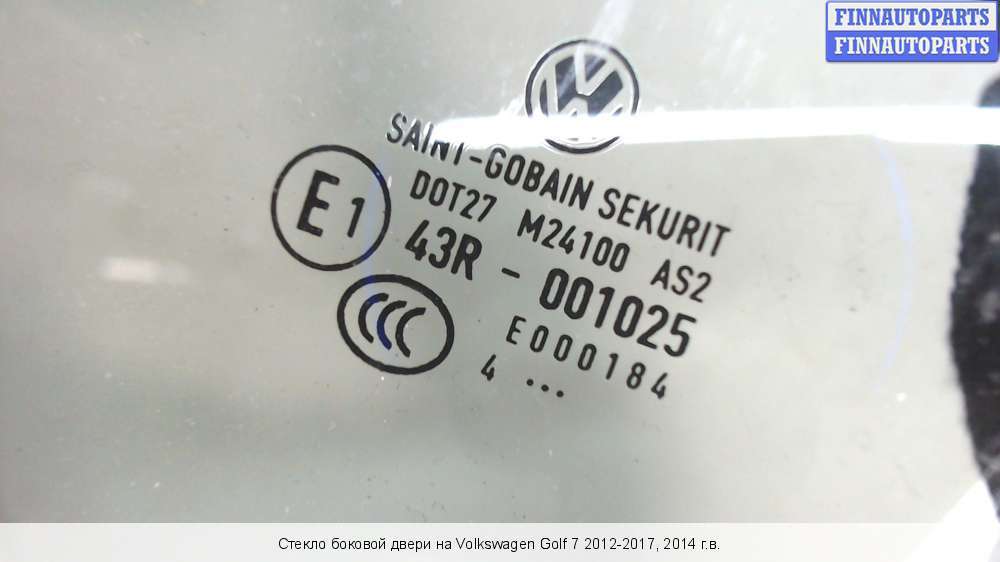 FINNAUTOPARTS
FINNAUTOPARTS
SAINT-GOBAIN SEKURIT
DOT27 M24100 AS2
E1
43R - 001025
CCC
E000184
4 ...
Стекло боковой двери на Volkswagen Golf 7 2012-2017, 2014 г.в.